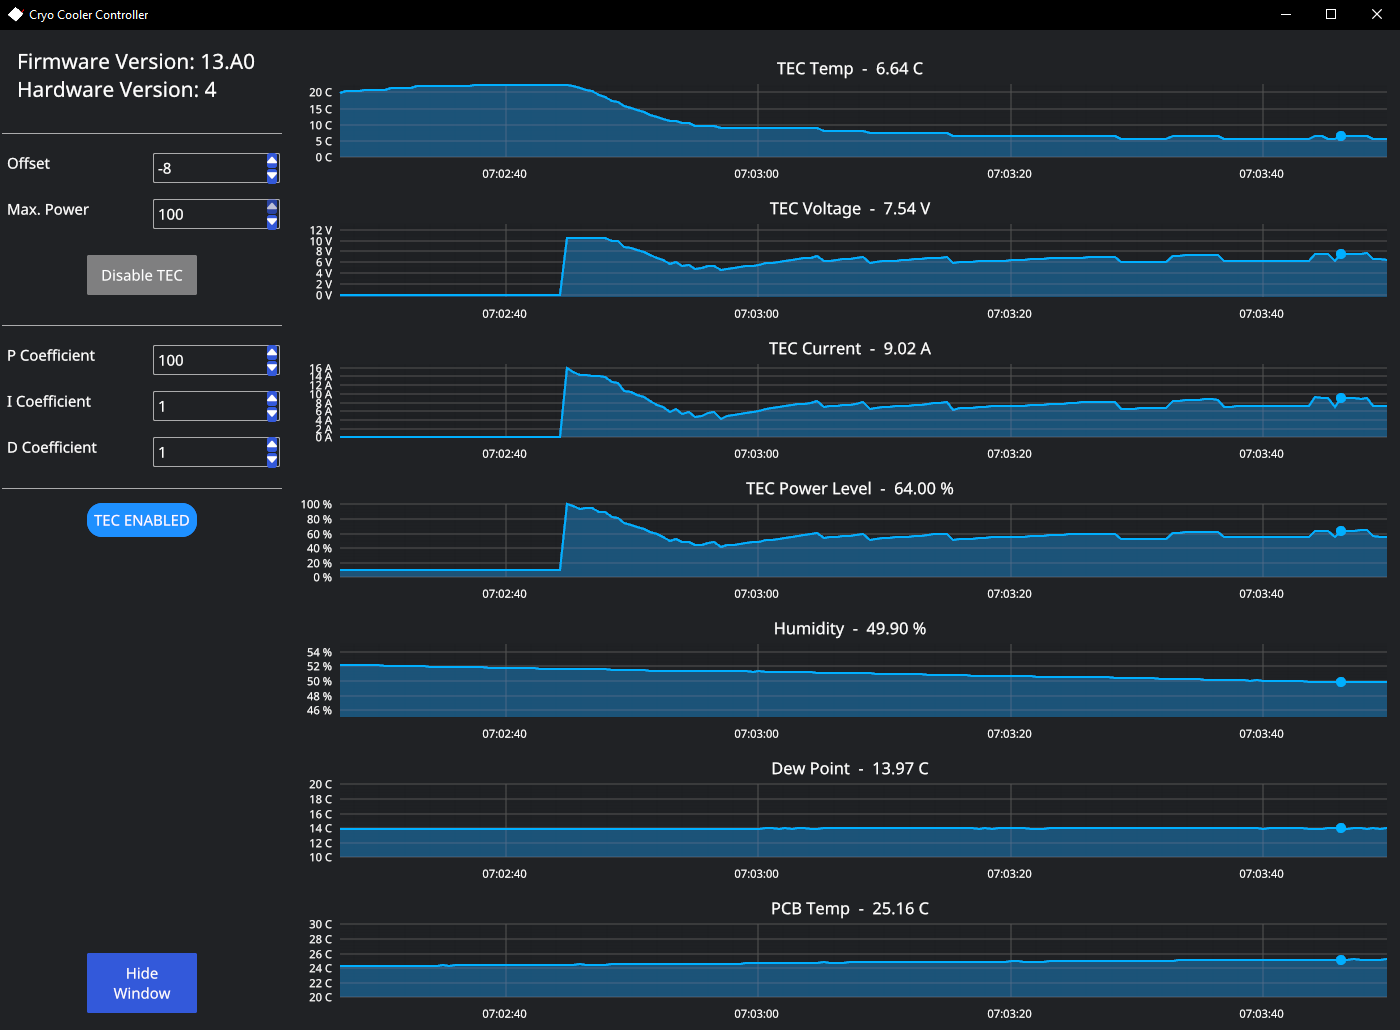 Cryo Cooler Controller
Firmware Version: 13.A0
Hardware Version: 4
Offset
-8
Max. Power
100
Disable TEC
P Coefficient
100
I Coefficient
1
D Coefficient
1
TEC ENABLED
Hide
Window
TEC Temp - 6.64 C
20 C
15 C
10 C
5 C
0 C
07:02:40 07:03:00 07:03:20 07:03:40
TEC Voltage - 7.54 V
12 V
10 V
8 V
6 V
4 V
2 V
0 V
07:02:40 07:03:00 07:03:20 07:03:40
TEC Current - 9.02 A
16 A
14 A
12 A
10 A
8 A
6 A
4 A
2 A
0 A
07:02:40 07:03:00 07:03:20 07:03:40
TEC Power Level - 64.00 %
100 %
80 %
60 %
40 %
20 %
0 %
07:02:40 07:03:00 07:03:20 07:03:40
Humidity - 49.90 %
54 %
52 %
50 %
48 %
46 %
07:02:40 07:03:00 07:03:20 07:03:40
Dew Point - 13.97 C
20 C
18 C
16 C
14 C
12 C
10 C
07:02:40 07:03:00 07:03:20 07:03:40
PCB Temp - 25.16 C
30 C
28 C
26 C
24 C
22 C
20 C
07:02:40 07:03:00 07:03:20 07:03:40